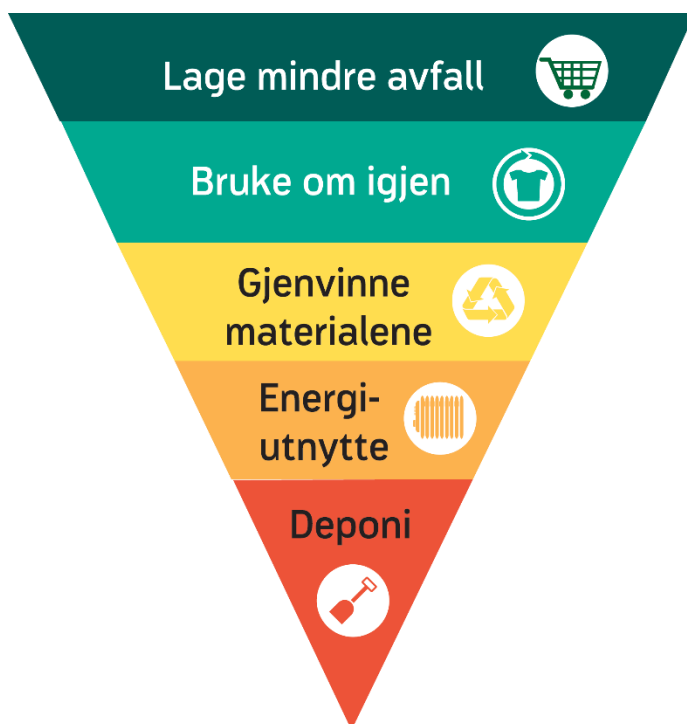 Lage mindre avfall
Bruke om igjen
Gjenvinne
materialene
Energi-
utnytte
Deponi